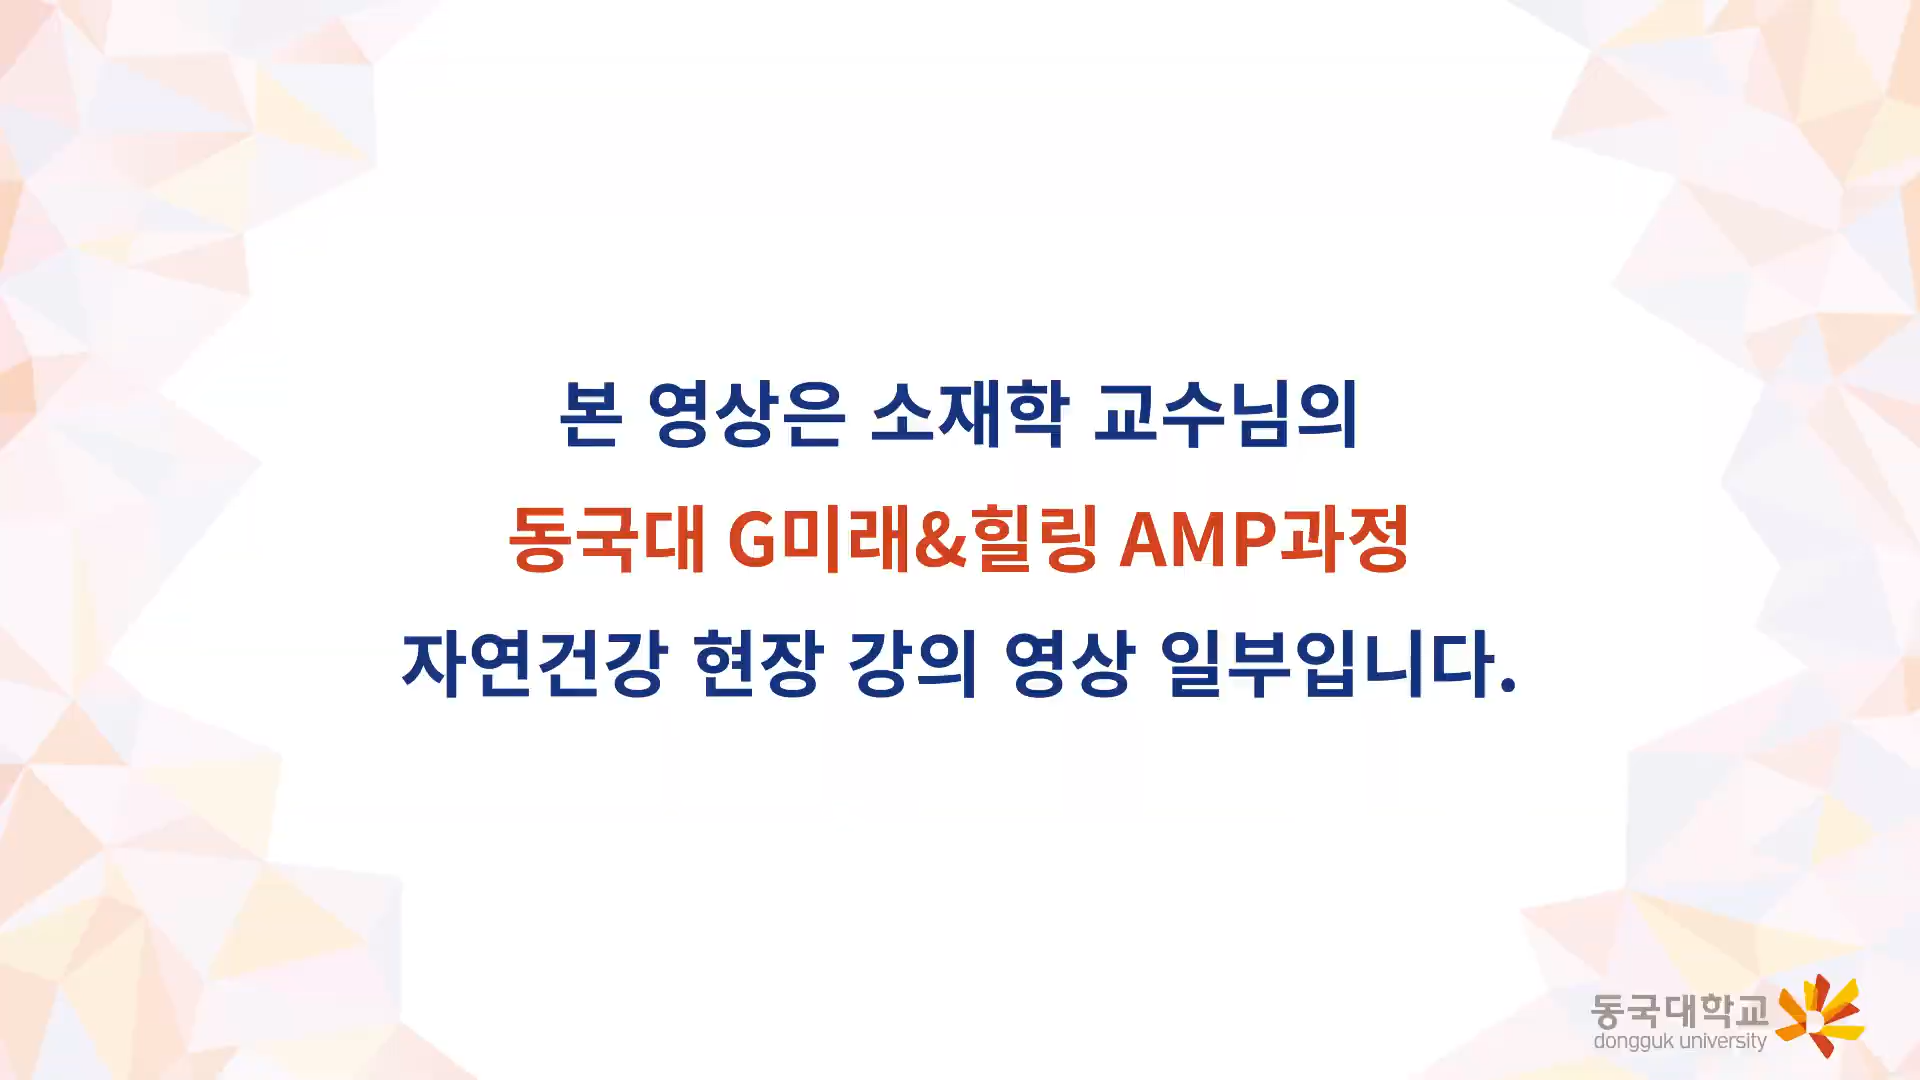 본 영상은 소재학 교수님의
동국대 G미래&힐링 AMP과정
자연건강 현장 강의 영상 일부입니다.
동국대학교
dongguk university